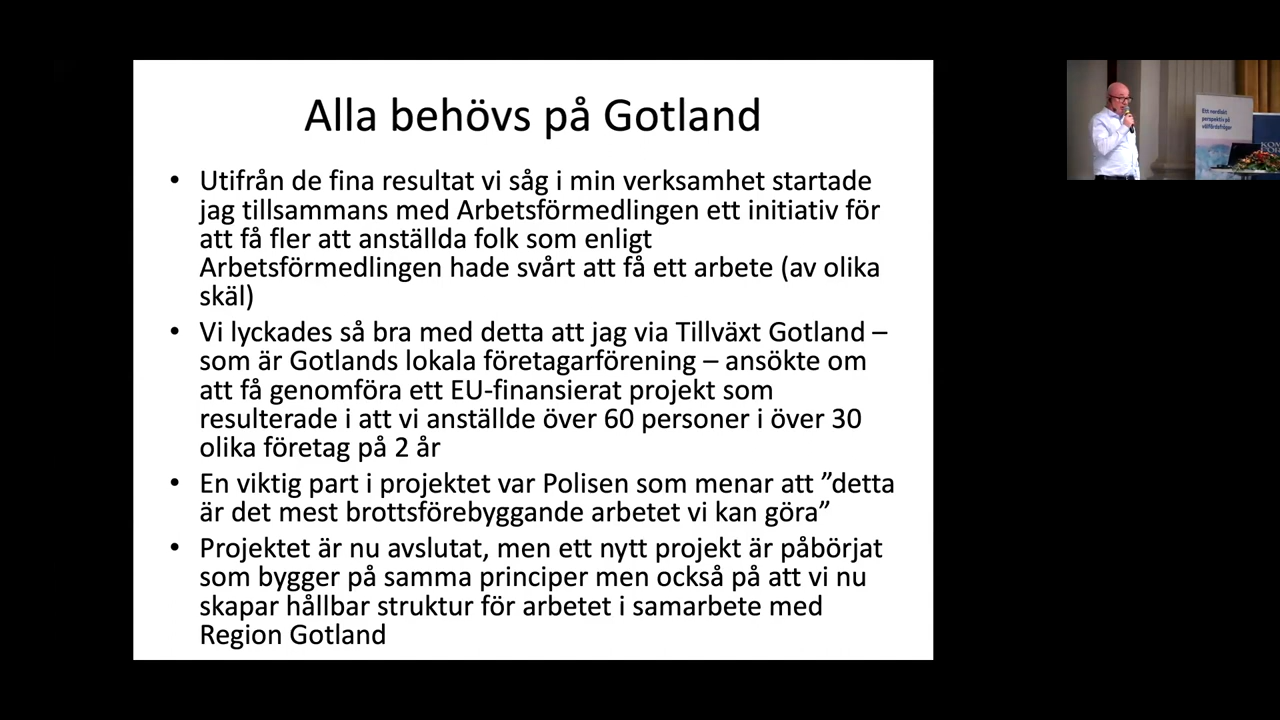 Alla behövs på Gotland
• Utifrån de fina resultat vi såg i min verksamhet startade
jag tillsammans med Arbetsförmedlingen ett initiativ för
att få fler att anställda folk som enligt
Arbetsförmedlingen hade svårt att få ett arbete (av olika
skäl)
• Vi lyckades så bra med detta att jag via Tillväxt Gotland –
som är Gotlands lokala företagarförening – ansökte om
att få genomföra ett EU-finansierat projekt som
resulterade i att vi anställde över 60 personer i över 30
olika företag på 2 år
• En viktig part i projektet var Polisen som menar att ”detta
är det mest brottsförebyggande arbetet vi kan göra”
• Projektet är nu avslutat, men ett nytt projekt är påbörjat
som bygger på samma principer men också på att vi nu
skapar hållbar struktur för arbetet i samarbete med
Region Gotland
Ett nordiskt
perspektiv på
välfärdsfrågor